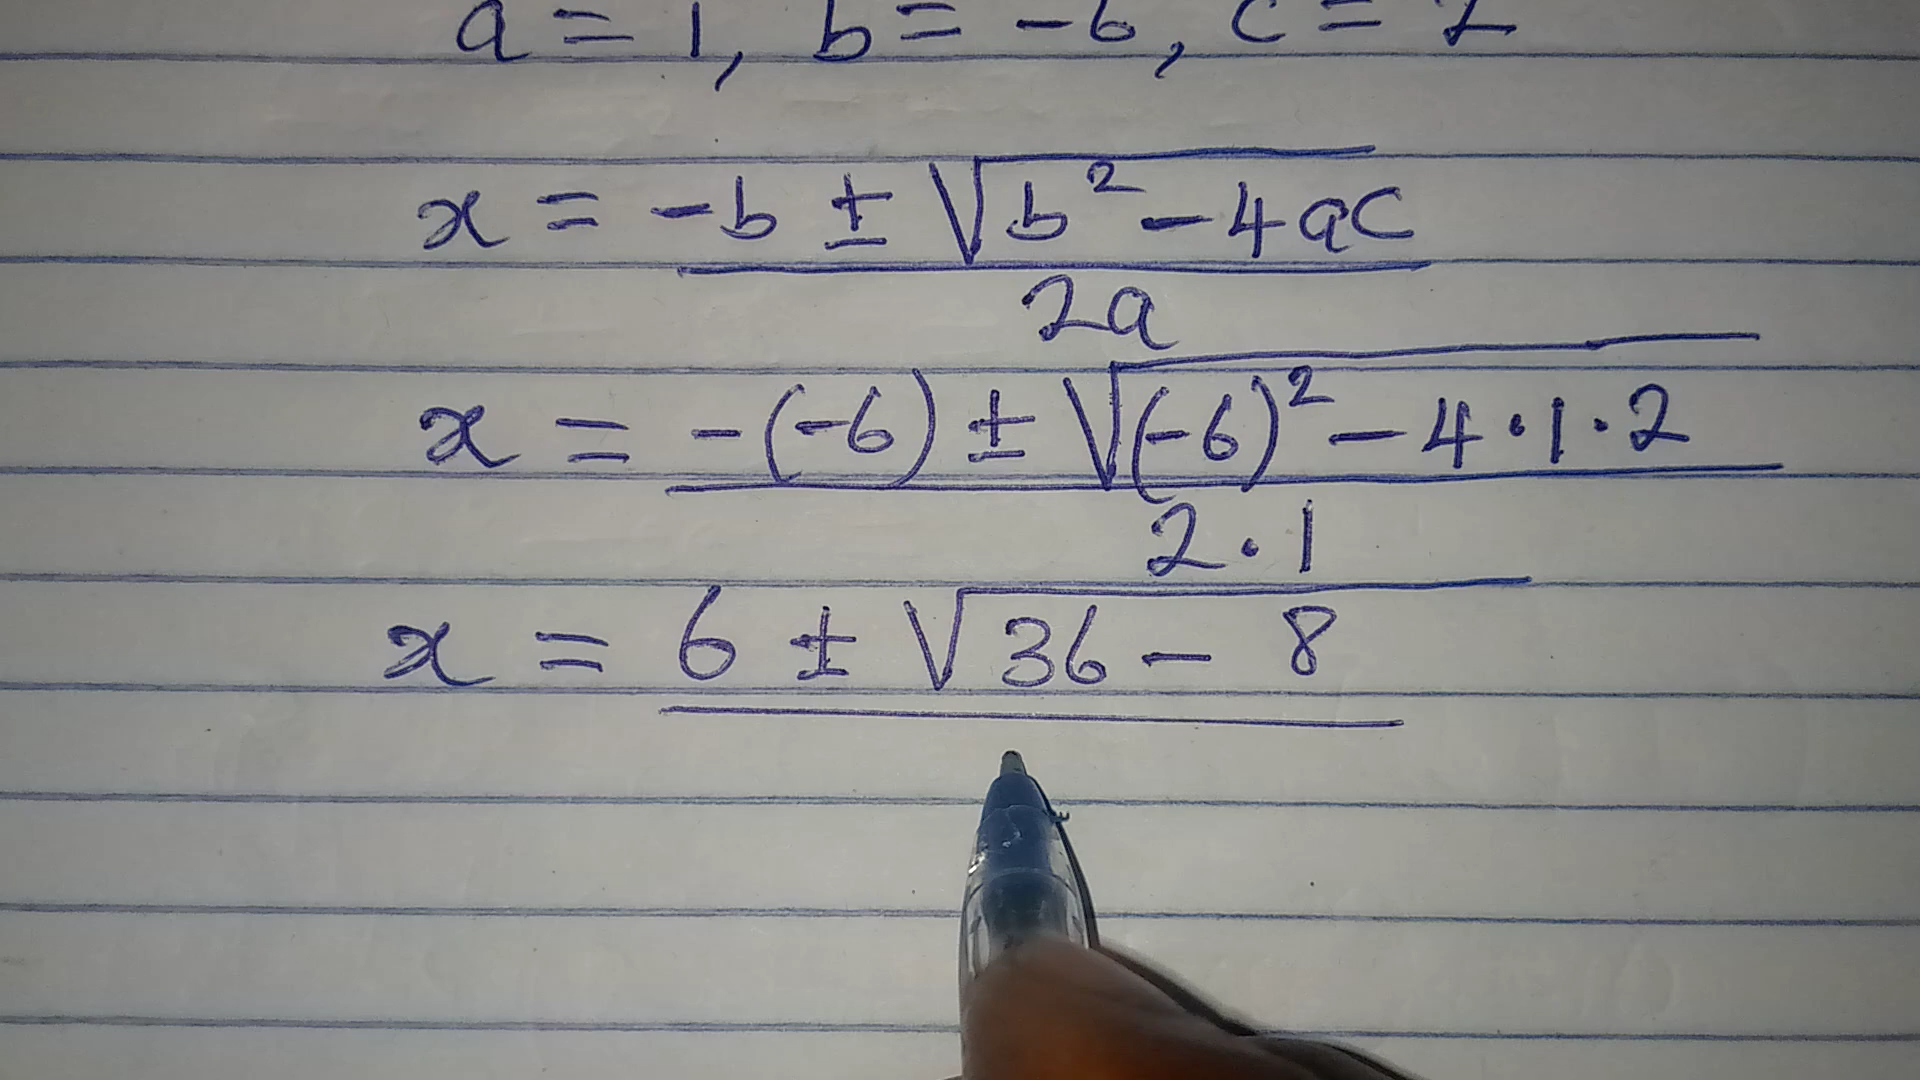 a = 1, b = -6, c = 2
x = -b ± √b² - 4ac
2a
x = -(-6) ± √(-6)² - 4·1·2
2·1
x = 6 ± √36 - 8